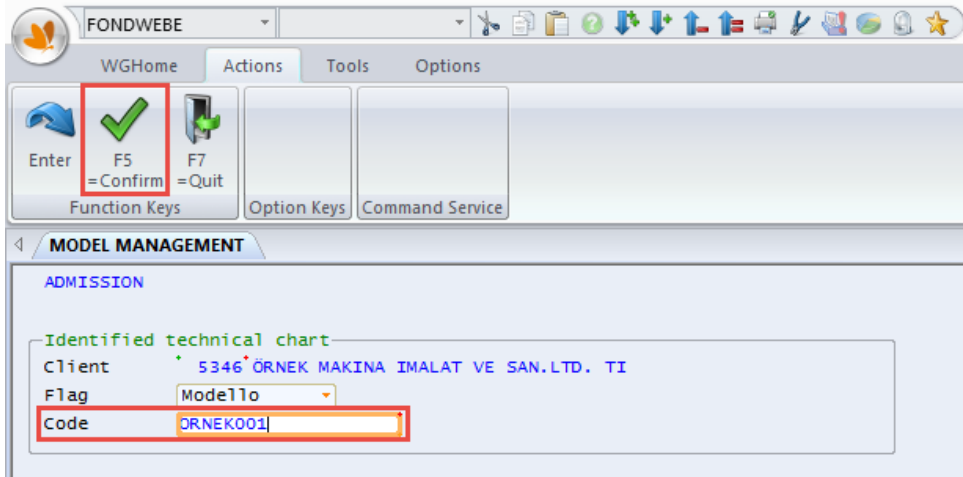 FONDWEBE
WGHome Actions Tools Options
Enter F5 =Confirm F7 =Quit
Function Keys Option Keys Command Service
MODEL MANAGEMENT
ADMISSION
Identified technical chart
Client 5346 ÖRNEK MAKINA IMALAT VE SAN.LTD. TI
Flag Modello
Code ORNEK001